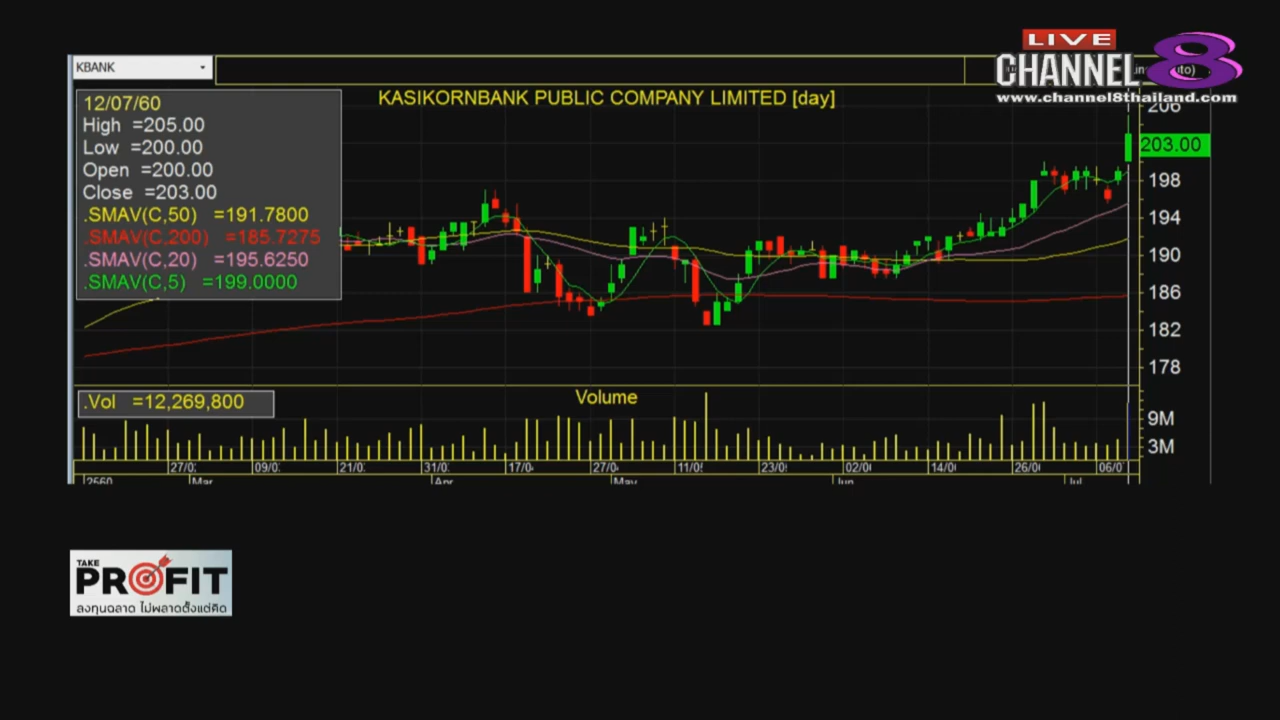 LIVE
CHANNEL 8
www.channel8thailand.com
KBANK
KASIKORNBANK PUBLIC COMPANY LIMITED [day]
12/07/60
High =205.00
Low =200.00
Open =200.00
Close =203.00
.SMAV(C,50) =191.7800
.SMAV(C,200) =185.7275
.SMAV(C,20) =195.6250
.SMAV(C,5) =199.0000
206
203.00
198
194
190
186
182
178
.Vol =12,269,800
Volume
9M
3M
27/0 09/0 21/0 31/0 17/0 27/0 11/0 23/0 02/0 14/0 26/0 06/0
2560 Mar Apr May Jun Jul
TAKE
PROFIT
ลงทุนฉลาด ไม่พลาดตั้งแต่คิด